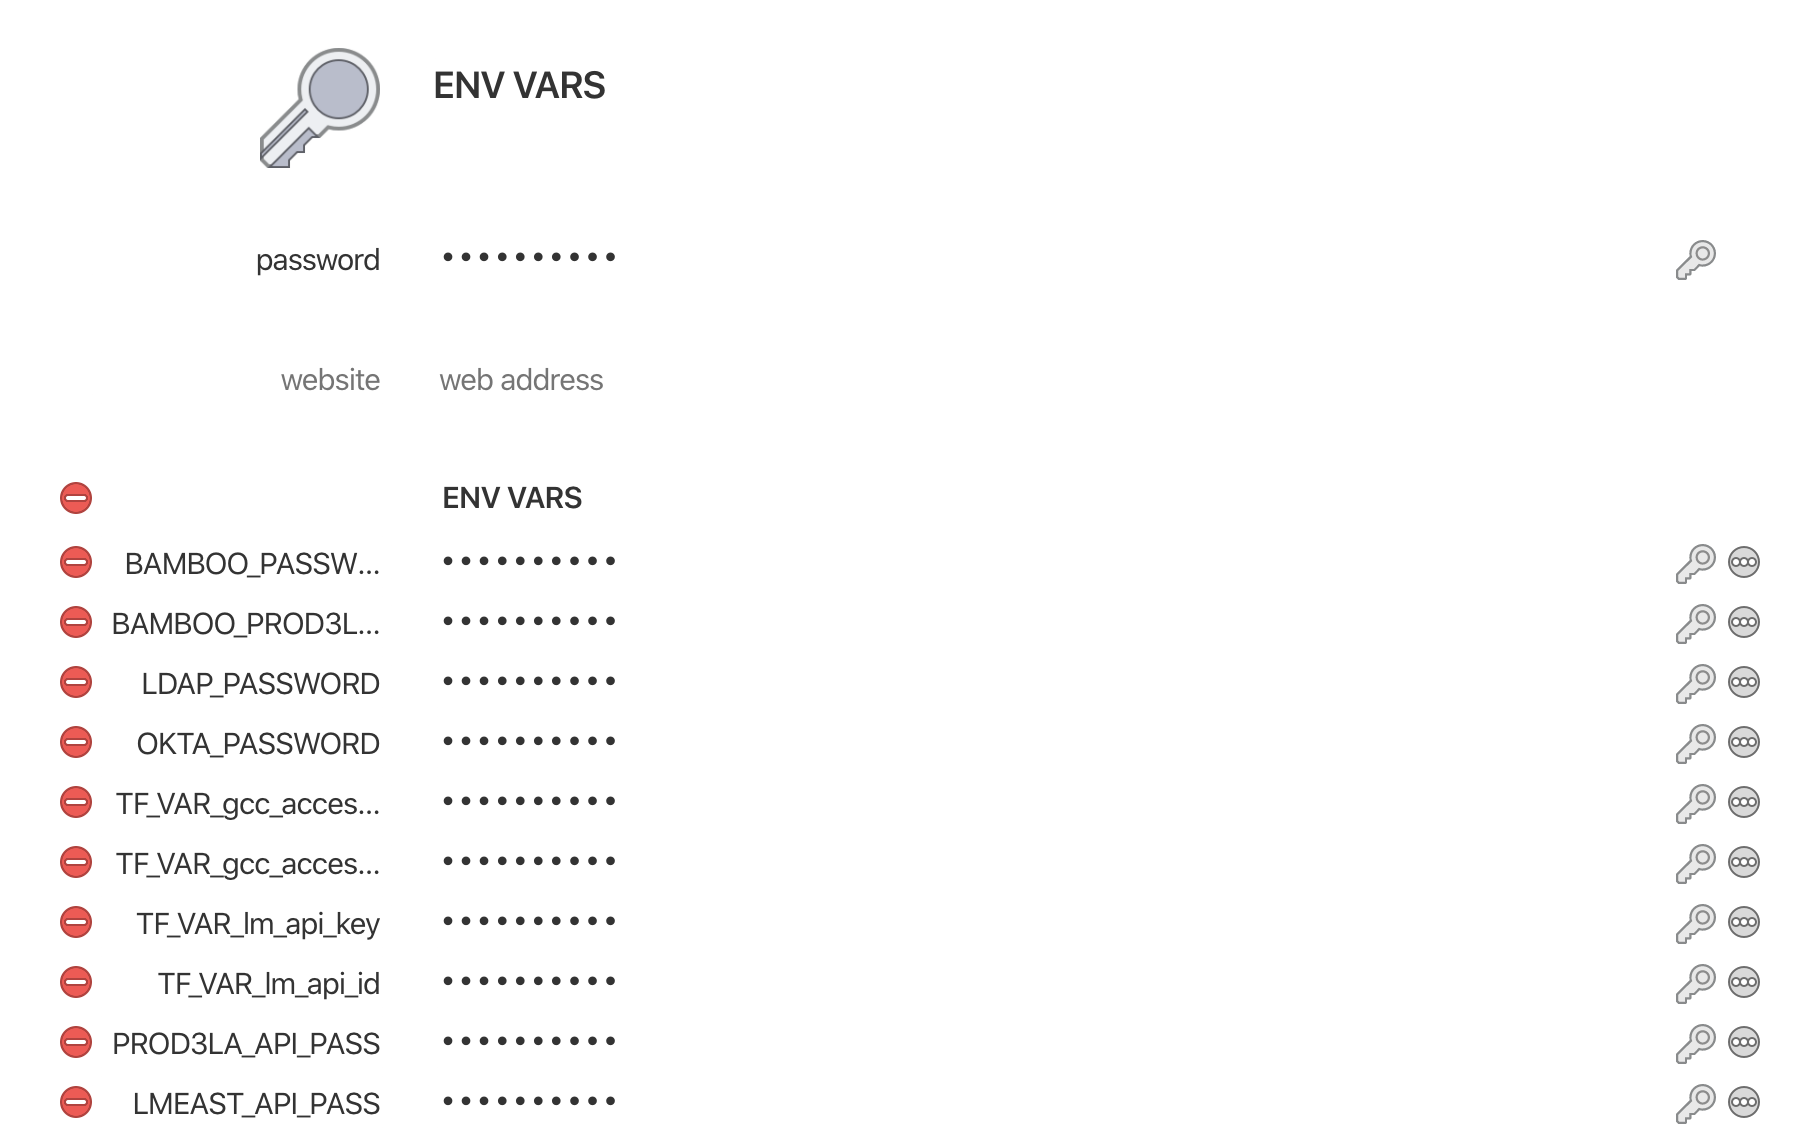 ENV VARS
password ••••••••••
website web address
ENV VARS
BAMBOO_PASSW... ••••••••••
BAMBOO_PROD3L... ••••••••••
LDAP_PASSWORD ••••••••••
OKTA_PASSWORD ••••••••••
TF_VAR_gcc_acces... ••••••••••
TF_VAR_gcc_acces... ••••••••••
TF_VAR_lm_api_key ••••••••••
TF_VAR_lm_api_id ••••••••••
PROD3LA_API_PASS ••••••••••
LMEAST_API_PASS ••••••••••